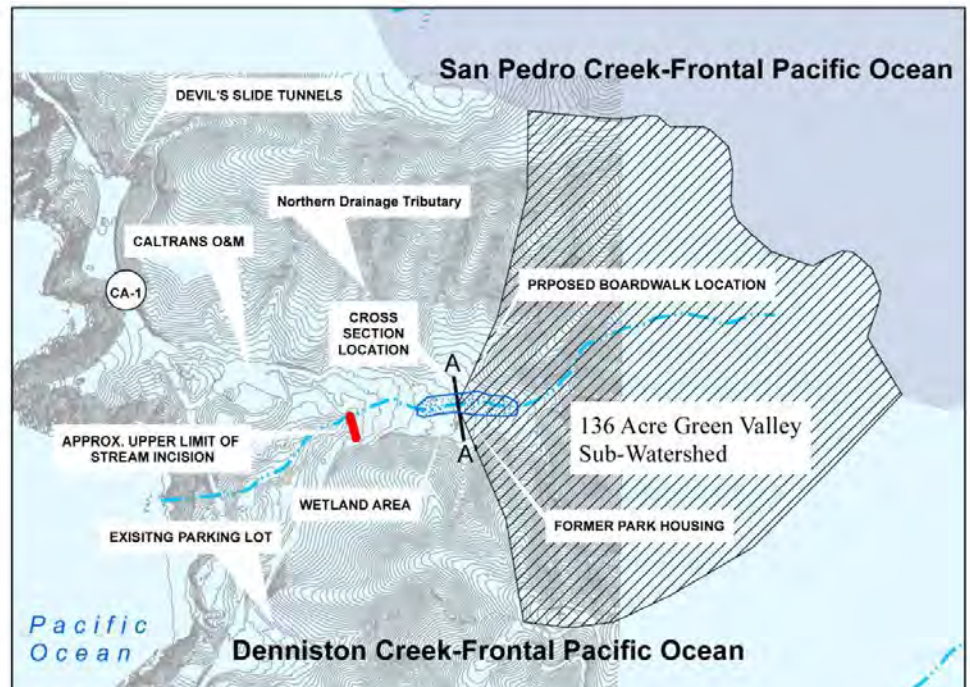 San Pedro Creek-Frontal Pacific Ocean
DEVIL'S SLIDE TUNNELS
Northern Drainage Tributary
CALTRANS O&M
PRPOSED BOARDWALK LOCATION
CA-1
CROSS
SECTION
LOCATION
A
136 Acre Green Valley
Sub-Watershed
APPROX. UPPER LIMIT OF
STREAM INCISION
A'
WETLAND AREA
FORMER PARK HOUSING
EXISITNG PARKING LOT
Pacific
Ocean
Denniston Creek-Frontal Pacific Ocean